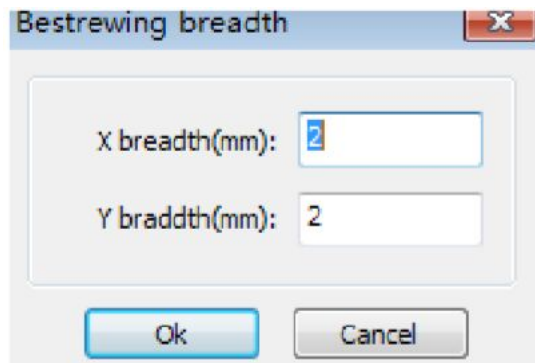 Bestrewing breadth
X breadth(mm): 2
Y braddth(mm): 2
Ok Cancel